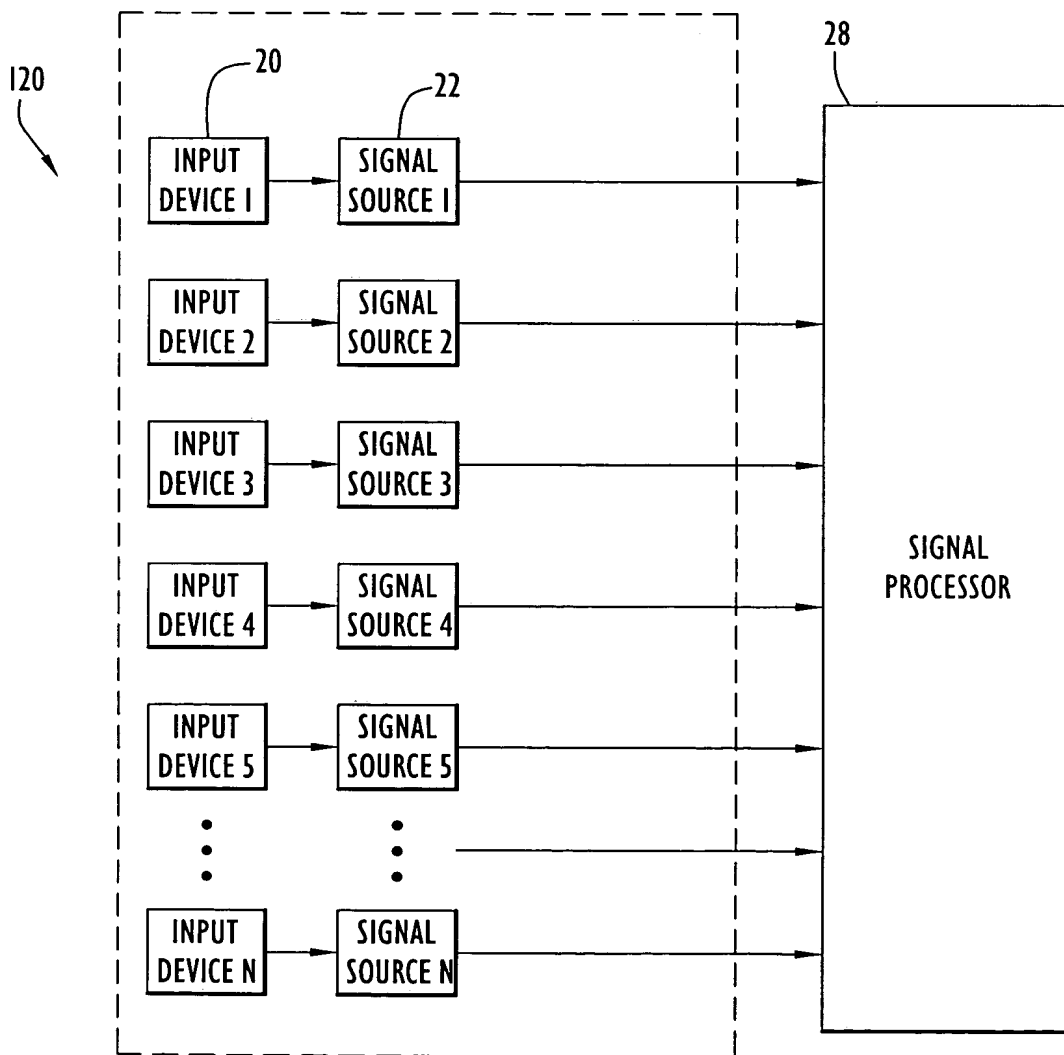 120
20
22
28
INPUT
DEVICE 1
SIGNAL
SOURCE 1
INPUT
DEVICE 2
SIGNAL
SOURCE 2
INPUT
DEVICE 3
SIGNAL
SOURCE 3
INPUT
DEVICE 4
SIGNAL
SOURCE 4
INPUT
DEVICE 5
SIGNAL
SOURCE 5
INPUT
DEVICE N
SIGNAL
SOURCE N
SIGNAL
PROCESSOR